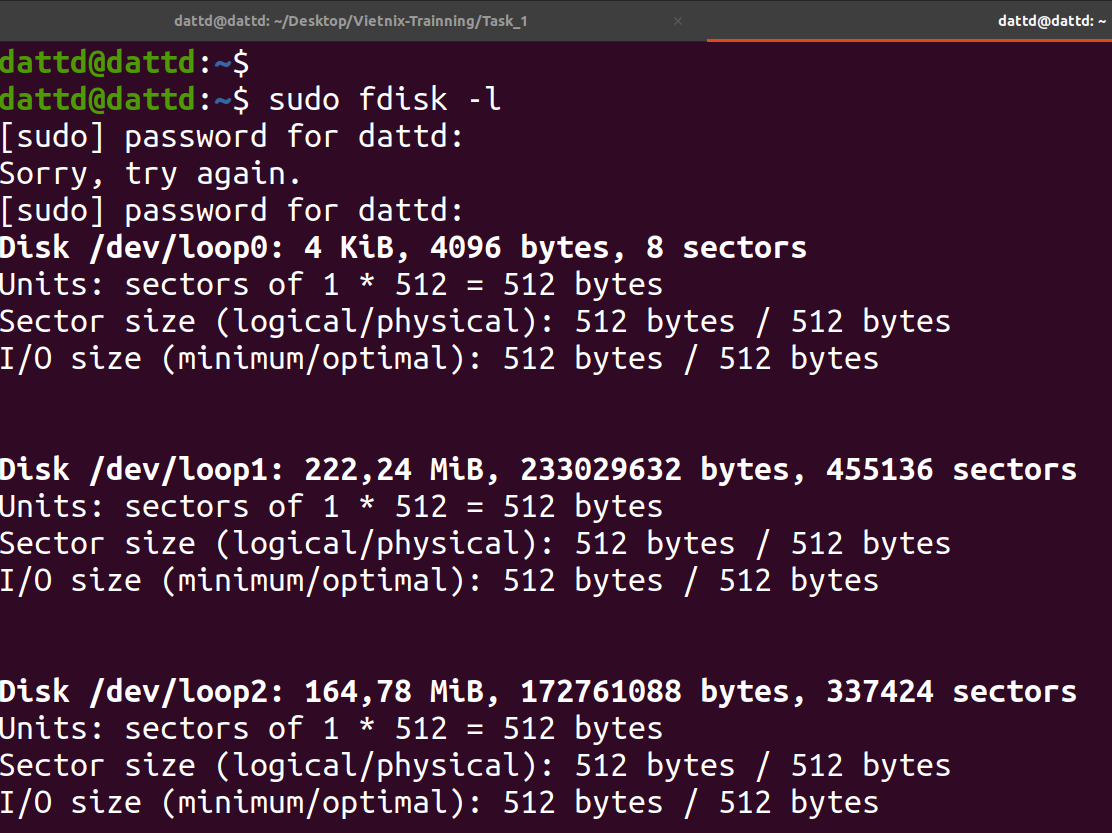 dattd@dattd: ~/Desktop/Vietnix-Trainning/Task_1
dattd@dattd: ~
dattd@dattd:~$
dattd@dattd:~$ sudo fdisk -l
[sudo] password for dattd:
Sorry, try again.
[sudo] password for dattd:
Disk /dev/loop0: 4 KiB, 4096 bytes, 8 sectors
Units: sectors of 1 * 512 = 512 bytes
Sector size (logical/physical): 512 bytes / 512 bytes
I/O size (minimum/optimal): 512 bytes / 512 bytes
Disk /dev/loop1: 222,24 MiB, 233029632 bytes, 455136 sectors
Units: sectors of 1 * 512 = 512 bytes
Sector size (logical/physical): 512 bytes / 512 bytes
I/O size (minimum/optimal): 512 bytes / 512 bytes
Disk /dev/loop2: 164,78 MiB, 172761088 bytes, 337424 sectors
Units: sectors of 1 * 512 = 512 bytes
Sector size (logical/physical): 512 bytes / 512 bytes
I/O size (minimum/optimal): 512 bytes / 512 bytes